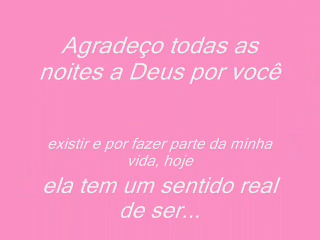 Agradeço todas as
noites a Deus por você
existir e por fazer parte da minha
vida, hoje
ela tem um sentido real
de ser...